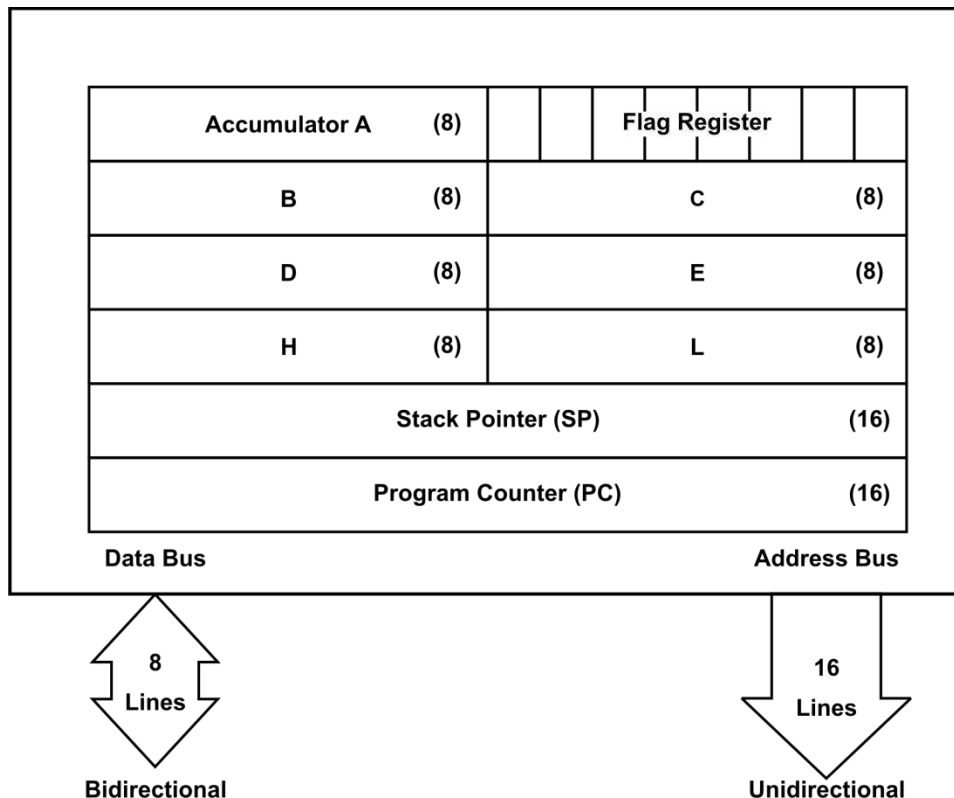 Accumulator A (8) Flag Register
B (8) C (8)
D (8) E (8)
H (8) L (8)
Stack Pointer (SP) (16)
Program Counter (PC) (16)
Data Bus Address Bus
8
Lines
16
Lines
Bidirectional Unidirectional